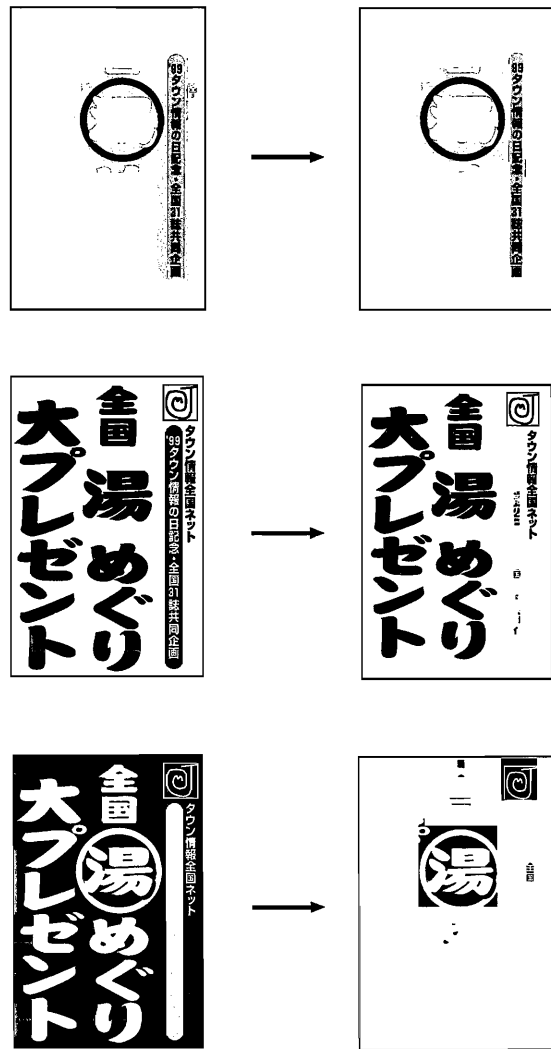 '99タウン情報の日記念・全国31誌共同企画
'99タウン情報の日記念・全国31誌共同企画
タウン情報全国ネット
'99タウン情報の日記念・全国31誌共同企画
全国 湯 めぐり
大プレゼント
タウン情報全国ネット
全国 湯 めぐり
大プレゼント
タウン情報全国ネット
全国 湯 めぐり
大プレゼント
全国
湯